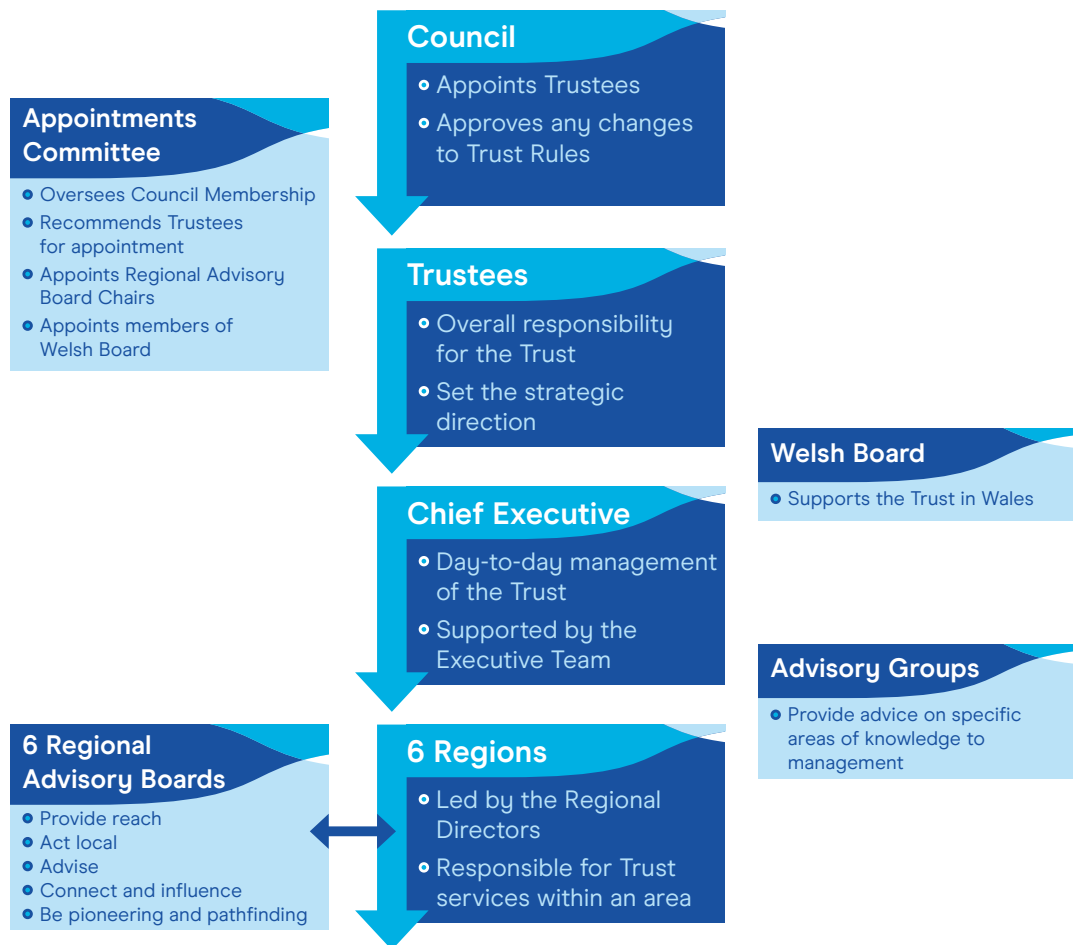 Council
Appoints Trustees
Approves any changes
to Trust Rules
Appointments
Committee
Oversees Council Membership
Recommends Trustees
for appointment
Appoints Regional Advisory
Board Chairs
Appoints members of
Welsh Board
Trustees
Overall responsibility
for the Trust
Set the strategic
direction
Welsh Board
Supports the Trust in Wales
Chief Executive
Day-to-day management
of the Trust
Supported by the
Executive Team
Advisory Groups
Provide advice on specific
areas of knowledge to
management
6 Regional
Advisory Boards
Provide reach
Act local
Advise
Connect and influence
Be pioneering and pathfinding
6 Regions
Led by the Regional
Directors
Responsible for Trust
services within an area